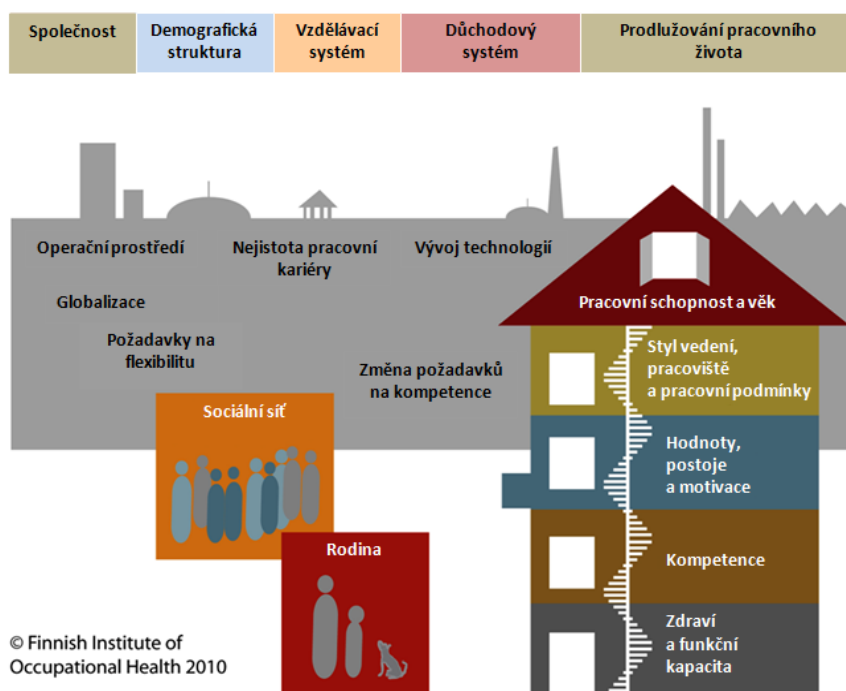 Společnost
Demografická
struktura
Vzdělávací
systém
Důchodový
systém
Prodlužování pracovního
života
Operační prostředí
Nejistota pracovní
kariéry
Vývoj technologií
Globalizace
Požadavky na
flexibilitu
Změna požadavků
na kompetence
Sociální síť
Rodina
Pracovní schopnost a věk
Styl vedení,
pracoviště
a pracovní podmínky
Hodnoty,
postoje
a motivace
Kompetence
Zdraví
a funkční
kapacita
© Finnish Institute of
Occupational Health 2010